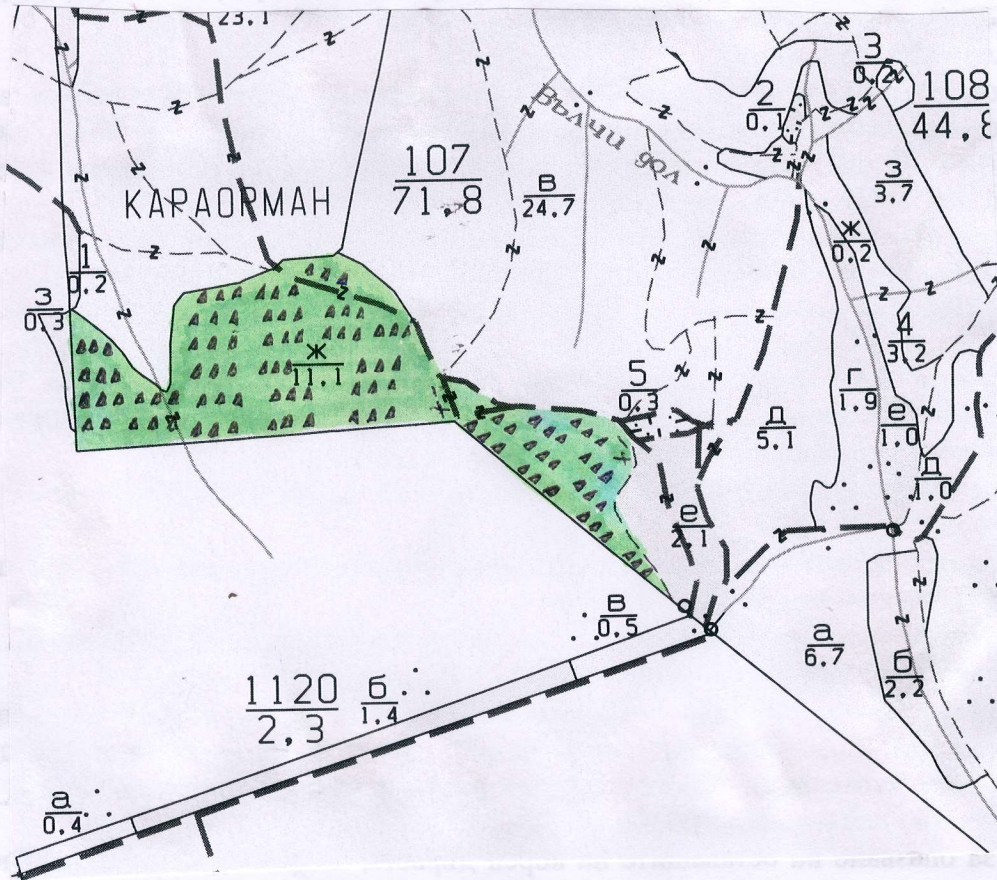 23.1
3
0.2
108
44,8
2
0.1
Вълчи дол
107
71,8
В
24.7
З
3.7
КАРАОРМАН
Ж
0.2
1
0.2
З
0.3
4
3.2
Ж
11.1
5
0.3
Г
1.9
Д
5.1
е
1.0
Д
1.0
е
2.1
В
0.5
а
6.7
б
2.2
1120
2,3
б
1.4
а
0.4